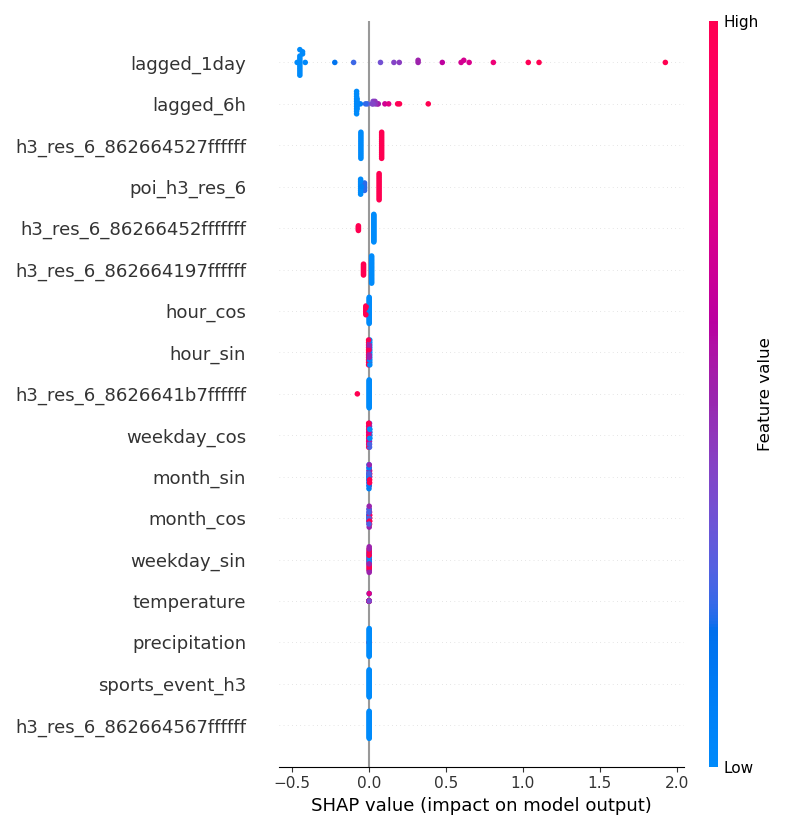 High
lagged_1day
lagged_6h
h3_res_6_862664527ffffff
poi_h3_res_6
h3_res_6_86266452fffffff
h3_res_6_862664197ffffff
hour_cos
hour_sin
h3_res_6_8626641b7ffffff
weekday_cos
month_sin
month_cos
weekday_sin
temperature
precipitation
sports_event_h3
h3_res_6_862664567ffffff
Feature value
Low
−0.5 0.0 0.5 1.0 1.5 2.0
SHAP value (impact on model output)